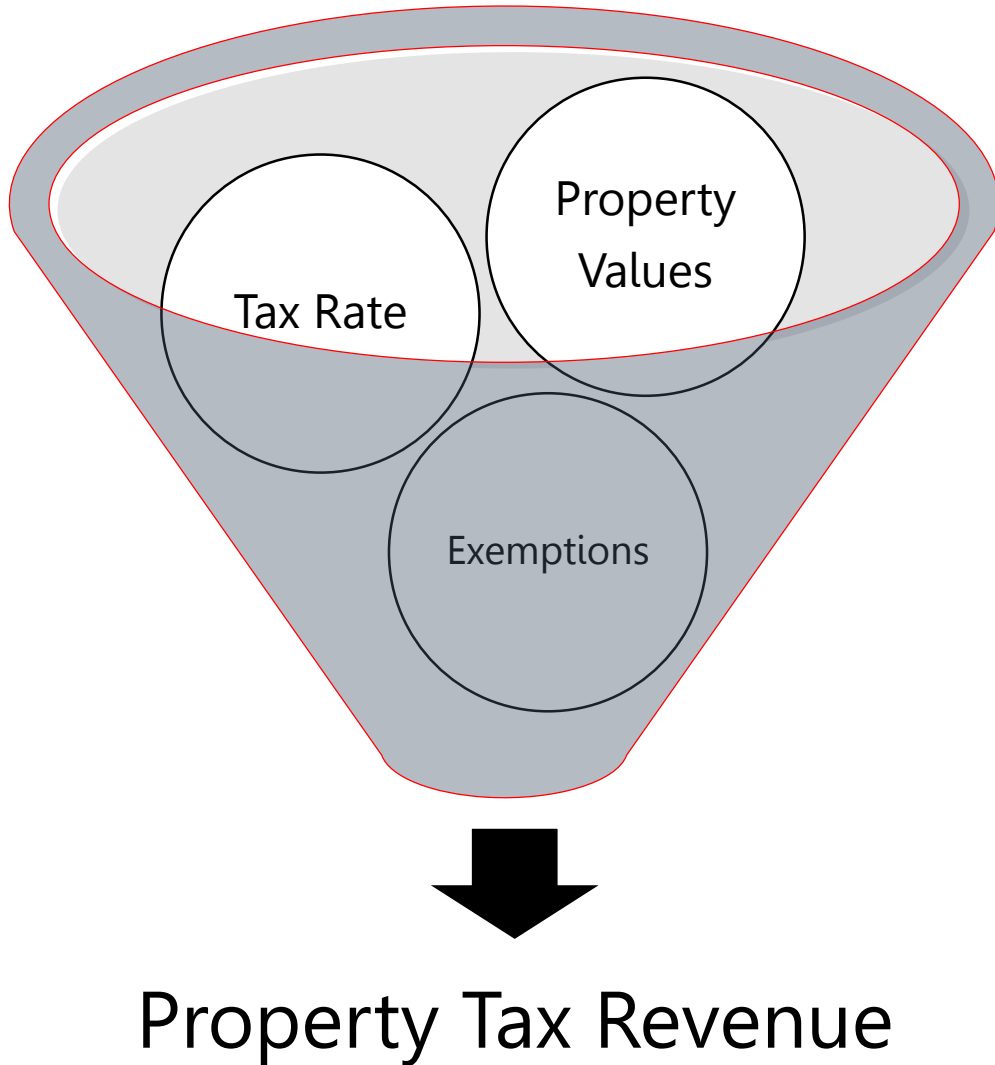 Property
Values
Tax Rate
Exemptions
Property Tax Revenue